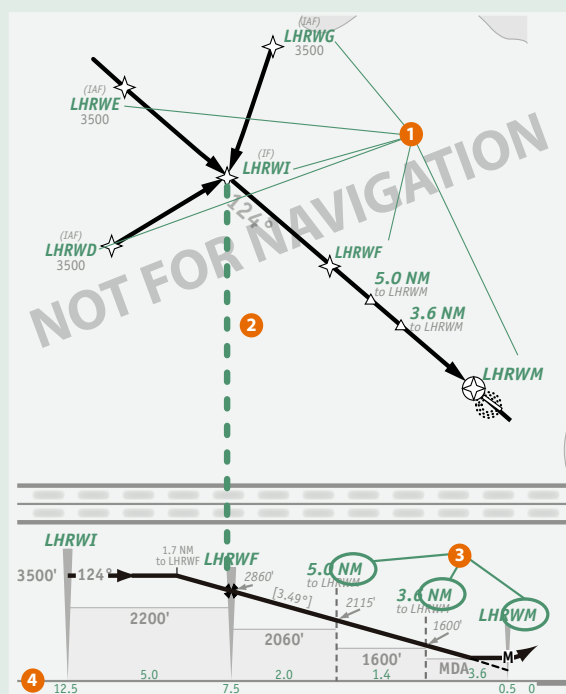 (IAF)
LHRWG
3500
(IAF)
LHRWE
3500
1
(IF)
LHRWI
124°
(IAF)
LHRWD
3500
NOT FOR NAVIGATION
LHRWF
5.0 NM
to LHRWM
3.6 NM
to LHRWM
2
LHRWM
LHRWI
1.7 NM
to LHRWF
LHRWF
3
5.0 NM
to LHRWM
3500'
124°
2860'
[3.49°]
3.6 NM
to LHRWM
2115'
LHRWM
2200'
2060'
1600'
1600'
M
MDA
4
5.0
2.0
1.4
3.6
12.5
7.5
0.5
0